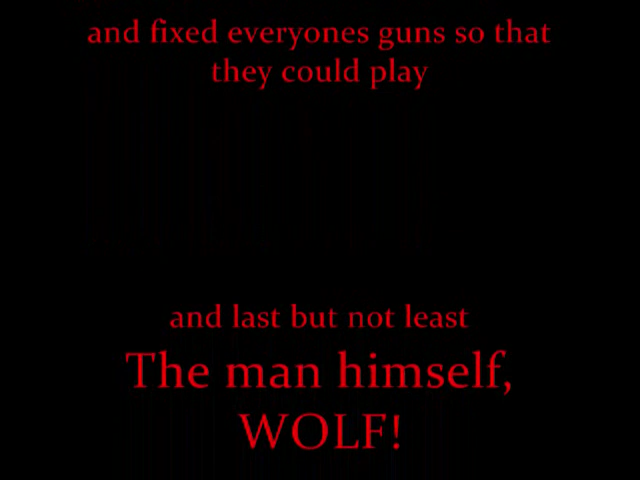 and fixed everyones guns so that
they could play
and last but not least
The man himself,
WOLF!